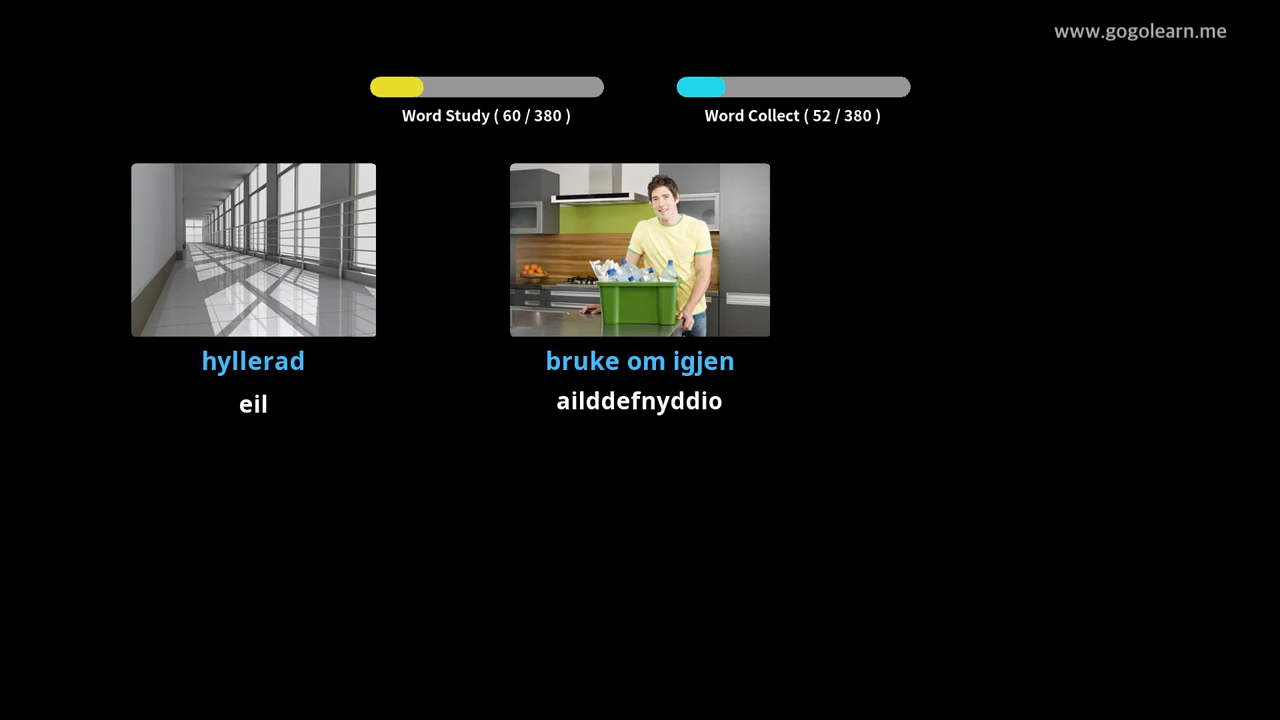 www.gogolearn.me
Word Study ( 60 / 380 )
Word Collect ( 52 / 380 )
hyllerad
eil
bruke om igjen
ailddefnyddio